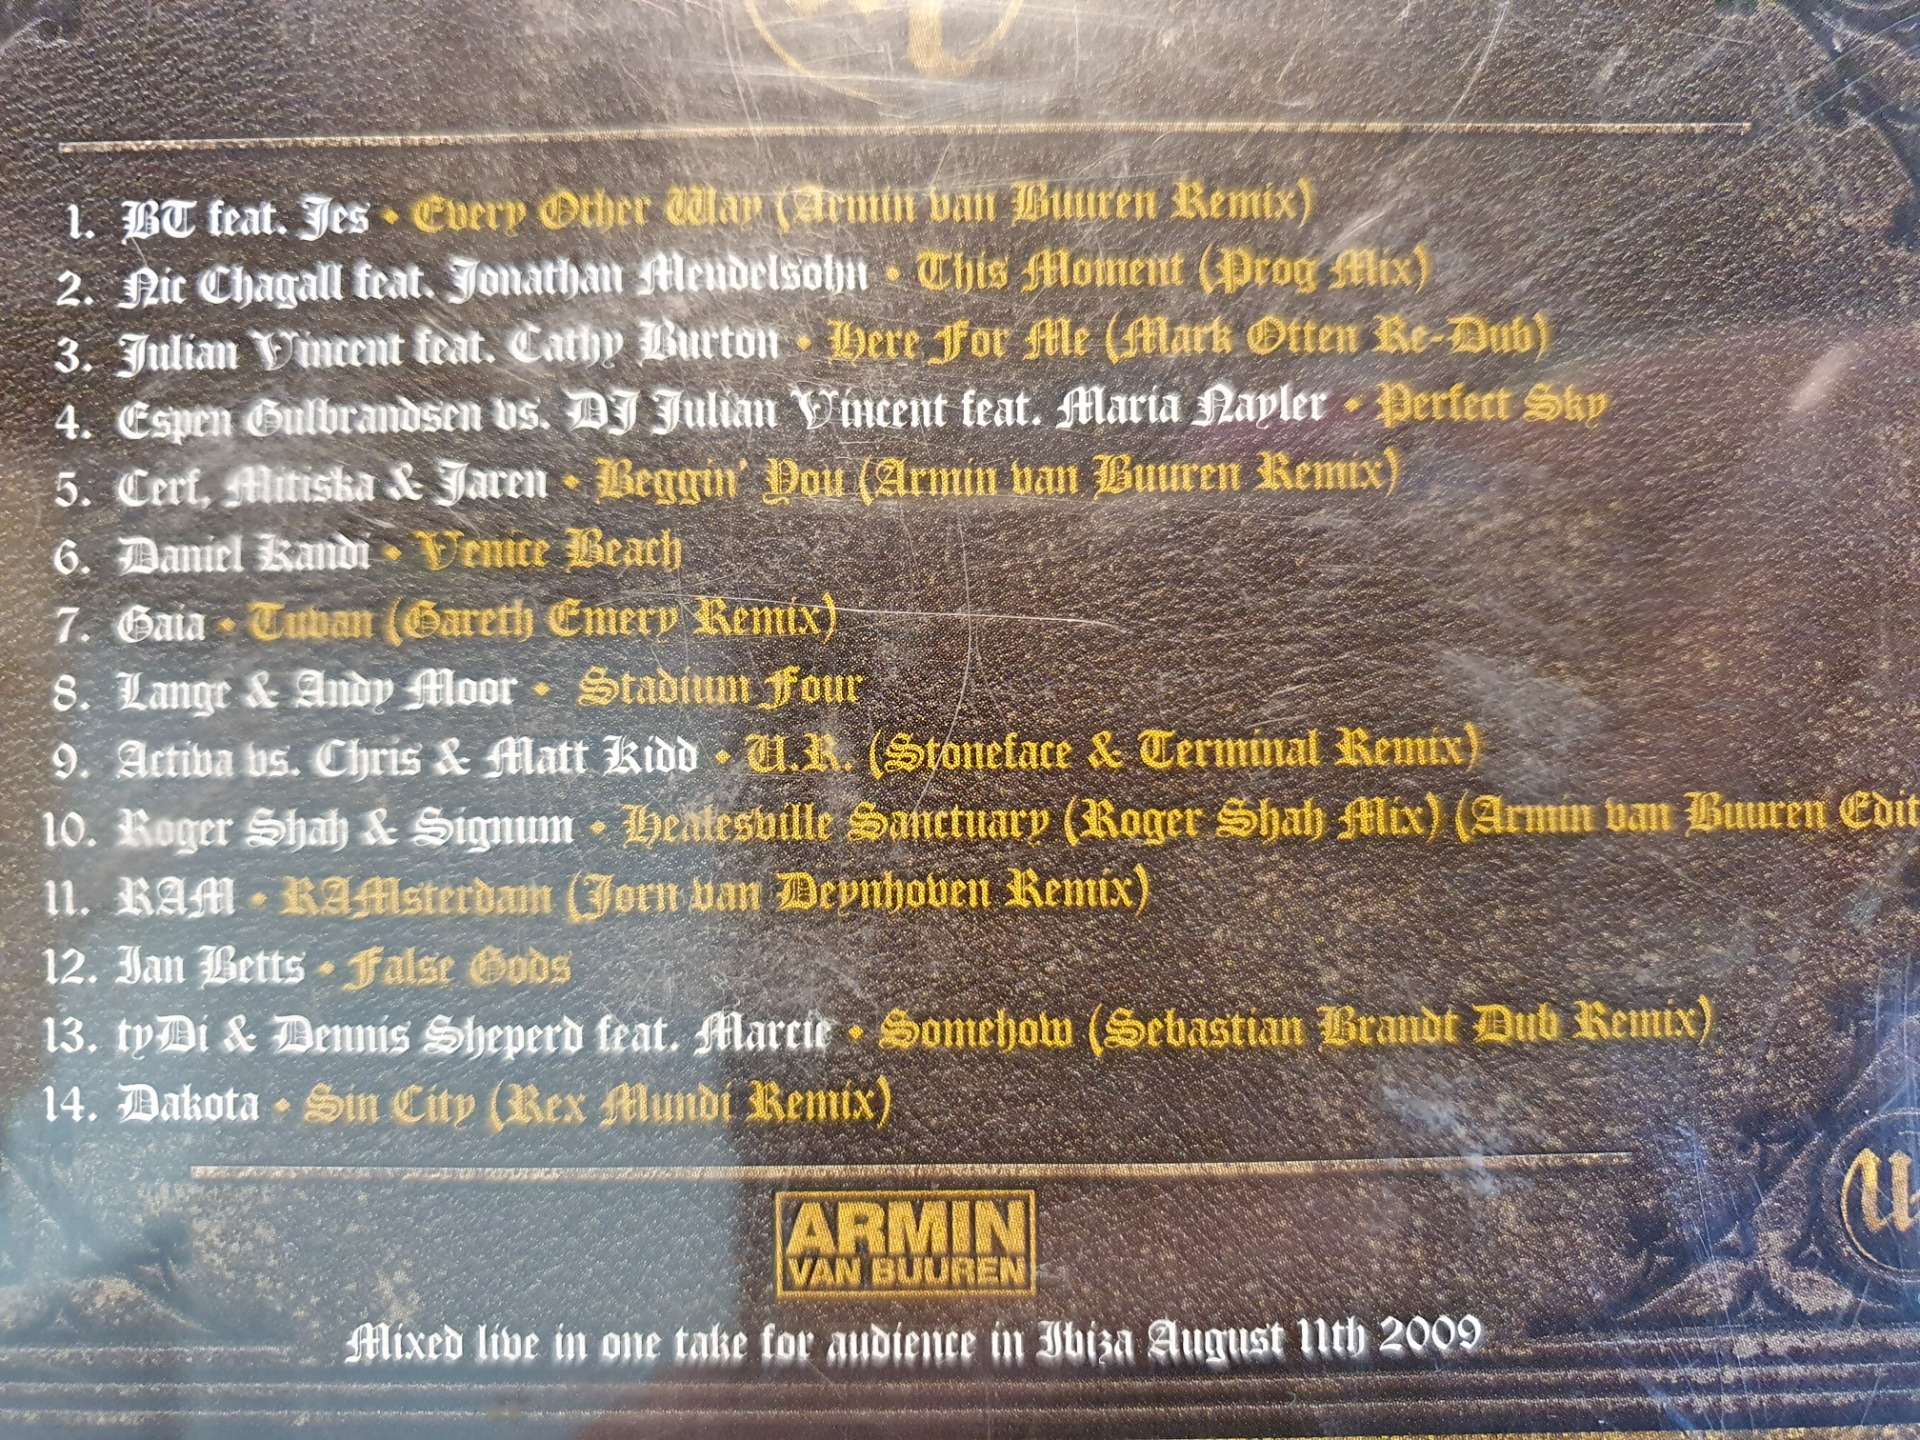 1. BT feat. Jes • Every Other Way (Armin van Buuren Remix)
2. Nic Chagall feat. Jonathan Mendelsohn • This Moment (Prog Mix)
3. Julian Vincent feat. Cathy Burton • Here For Me (Mark Otten Re-Dub)
4. Espen Gulbrandsen vs. DJ Julian Vincent feat. Maria Nayler • Perfect Sky
5. Cerf, Mitiska & Jaren • Beggin' You (Armin van Buuren Remix)
6. Daniel Kandi • Venice Beach
7. Gaia • Tuvan (Gareth Emery Remix)
8. Lange & Andy Moor • Stadium Four
9. Activa vs. Chris & Matt Kidd • U.R. (Stoneface & Terminal Remix)
10. Roger Shah & Signum • Healesville Sanctuary (Roger Shah Mix) (Armin van Buuren Edit
11. RAM • RAMsterdam (Jorn van Deynhoven Remix)
12. Ian Betts • False Gods
13. tyDi & Dennis Sheperd feat. Marcie • Somehow (Sebastian Brandt Dub Remix)
14. Dakota • Sin City (Rex Mundi Remix)
ARMIN
VAN BUUREN
Mixed live in one take for audience in Ibiza August 11th 2009